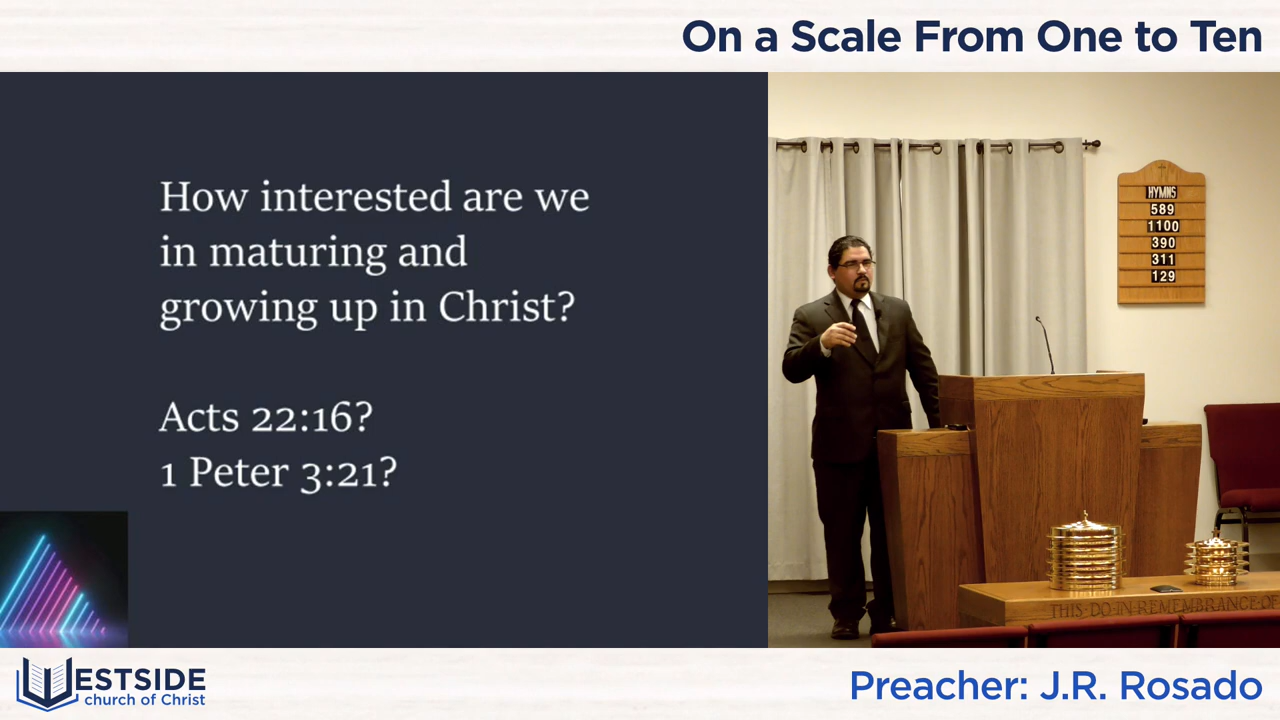 On a Scale From One to Ten
How interested are we
in maturing and
growing up in Christ?
Acts 22:16?
1 Peter 3:21?
HYMNS
589
1100
390
311
129
THIS·DO·IN·REMEMBRANCE·OF
WESTSIDE
church of Christ
Preacher: J.R. Rosado